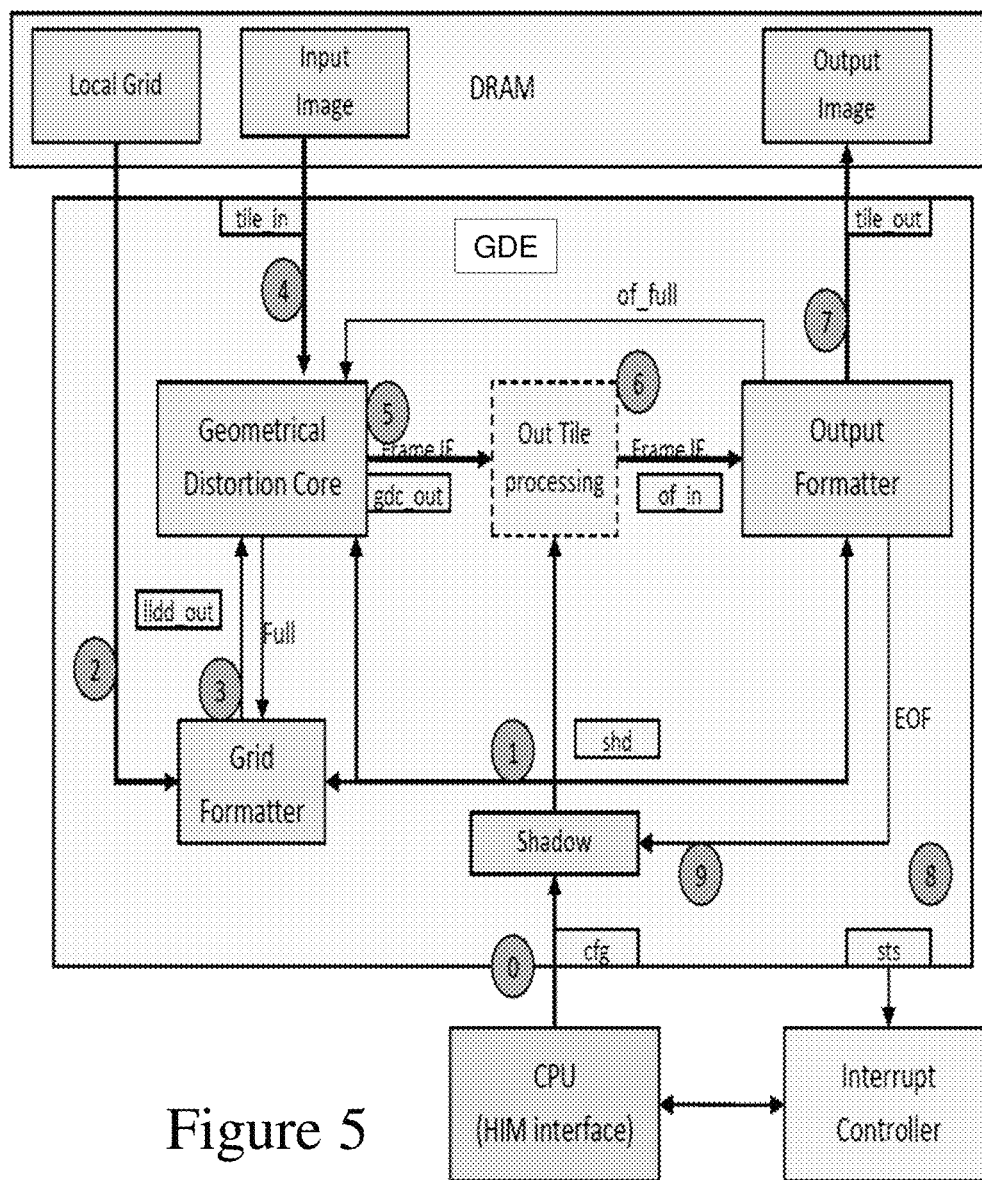 Local Grid
Input
Image
DRAM
Output
Image
tile_in
GDE
tile_out
4
of_full
7
Geometrical
Distortion Core
5
Frame IF
gdc_out
Out Tile
processing
6
Frame IF
of_in
Output
Formatter
lldd_out
Full
2
3
EOF
Grid
Formatter
1
shd
Shadow
9
8
0
cfg
sts
CPU
(HIM interface)
Interrupt
Controller
Figure 5